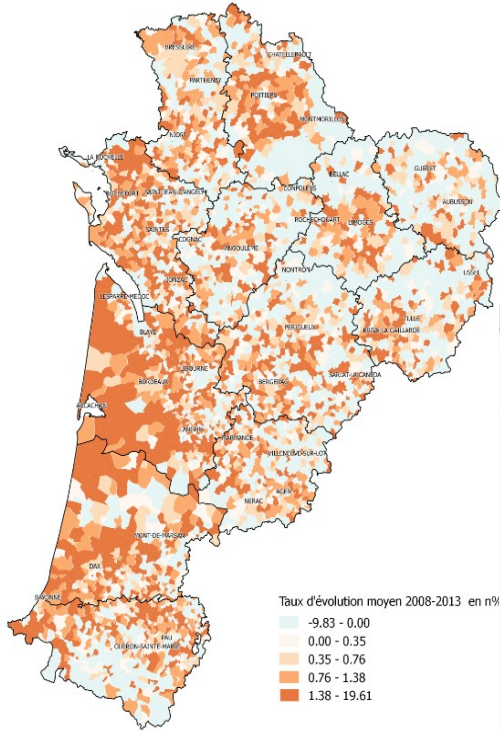 BRESSUIRE
CHATELLERAULT
PARTHENAY
POITIERS
MONTMORILLON
NIORT
LA ROCHELLE
BELLAC
GUERET
ROCHEFORT
SAINT-JEAN-D'ANGELY
CONFOLENS
AUBUSSON
ROCHECHOUART
LIMOGES
SAINTES
COGNAC
ANGOULEME
NONTRON
USSEL
JONZAC
LESPARRE-MEDOC
TULLE
BLAYE
PERIGUEUX
BRIVE LA GAILLARDE
LIBOURNE
BORDEAUX
BERGERAC
SARLAT-LA-CANEDA
ARCACHON
LANGON
MARMANDE
VILLENEUVE-SUR-LOT
AGEN
NERAC
MONT-DE-MARSAN
DAX
BAYONNE
PAU
OLORON-SAINTE-MARIE
Taux d'évolution moyen 2008-2013 en n%
-9.83 - 0.00
0.00 - 0.35
0.35 - 0.76
0.76 - 1.38
1.38 - 19.61